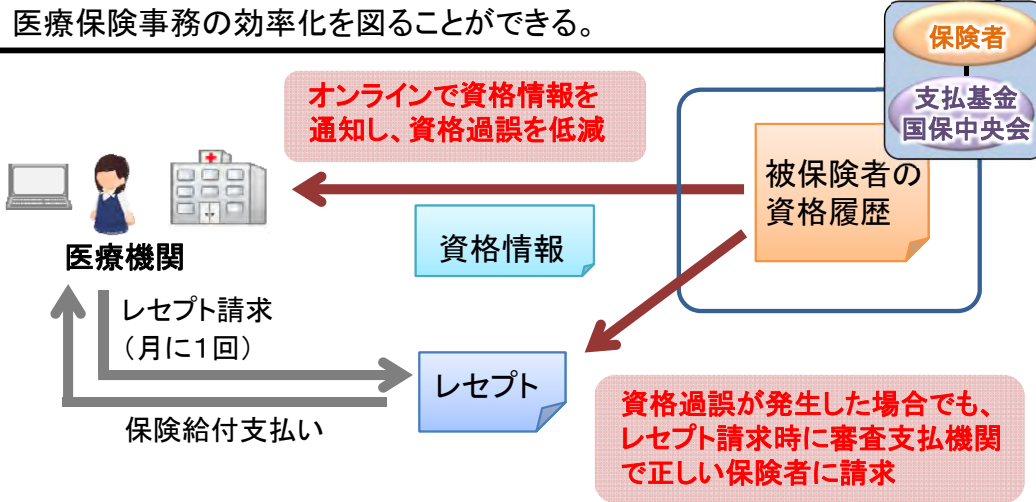 医療保険事務の効率化を図ることができる。
保険者
支払基金
国保中央会
オンラインで資格情報を
通知し、資格過誤を低減
被保険者の
資格履歴
資格情報
医療機関
レセプト請求
（月に１回）
レセプト
保険給付支払い
資格過誤が発生した場合でも、
レセプト請求時に審査支払機関
で正しい保険者に請求